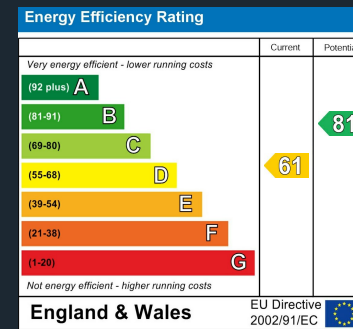 Energy Efficiency Rating
Current Potentia
Very energy efficient - lower running costs
(92 plus) A
(81-91) B
(69-80) C
(55-68) D
(39-54) E
(21-38) F
(1-20) G
61
81
Not energy efficient - higher running costs
England & Wales
EU Directive
2002/91/EC